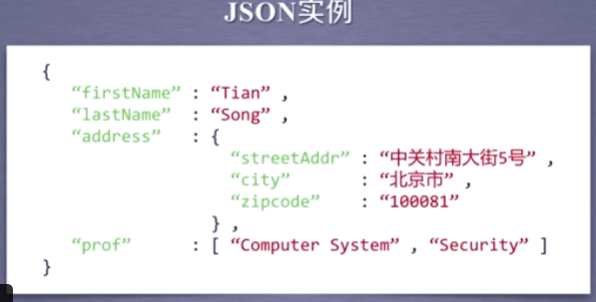 JSON实例
{
“firstName” : “Tian” ,
“lastName” : “Song” ,
“address” : {
“streetAddr” : “中关村南大街5号” ,
“city” : “北京市” ,
“zipcode” : “100081”
} ,
“prof” : [ “Computer System” , “Security” ]
}